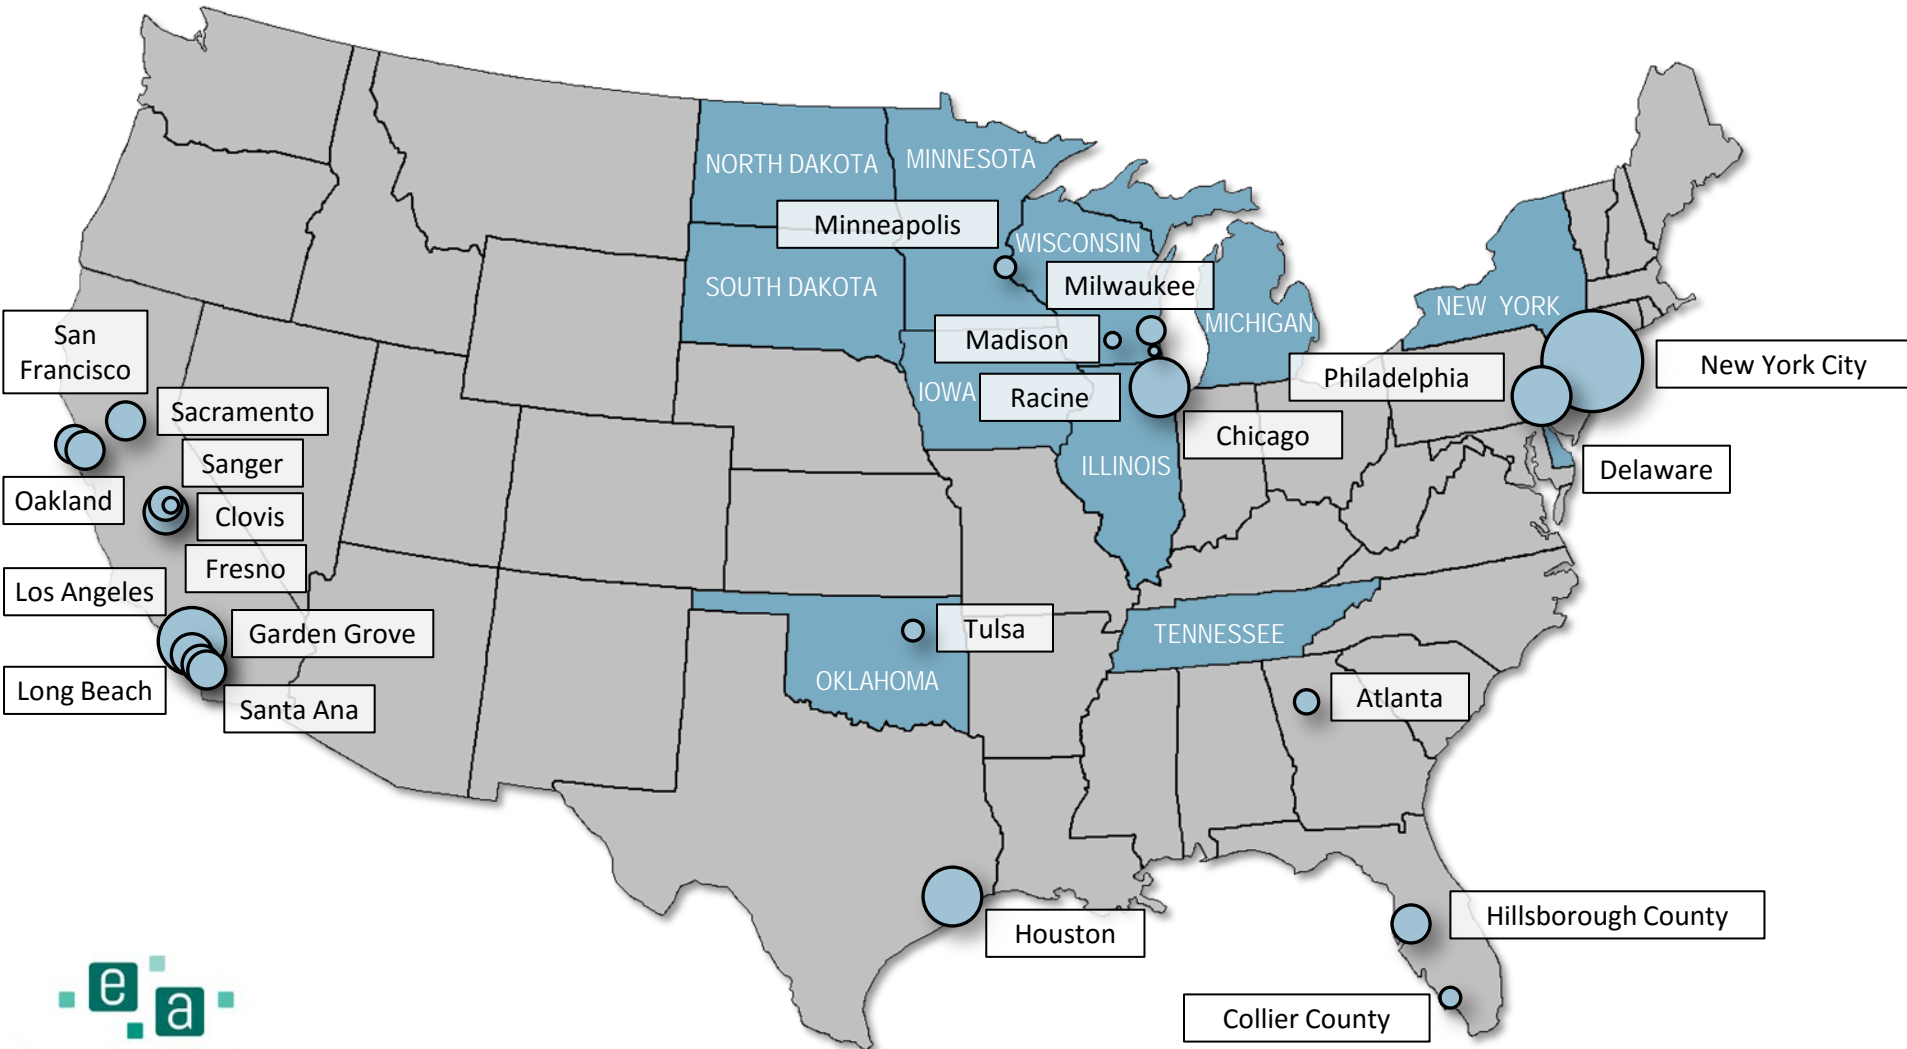 NORTH DAKOTA
MINNESOTA
Minneapolis
WISCONSIN
Milwaukee
SOUTH DAKOTA
NEW YORK
MICHIGAN
San
Francisco
Madison
New York City
Philadelphia
IOWA
Racine
Sacramento
Chicago
Sanger
ILLINOIS
Delaware
Oakland
Clovis
Fresno
Los Angeles
Garden Grove
Tulsa
TENNESSEE
Long Beach
OKLAHOMA
Santa Ana
Atlanta
Hillsborough County
Houston
Collier County
e
a